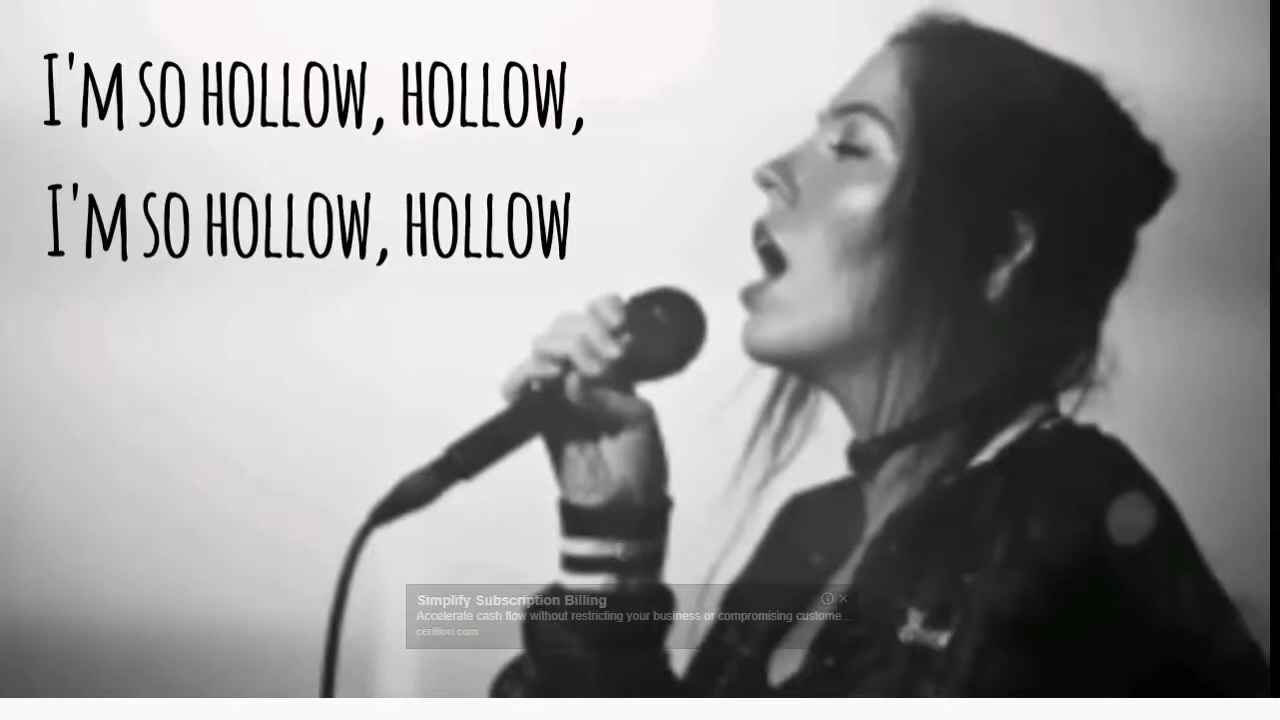 I'm so hollow, hollow,
I'm so hollow, hollow
Simplify Subscription Billing
Accelerate cash flow without restricting your business or compromising custome...
cerillion.com